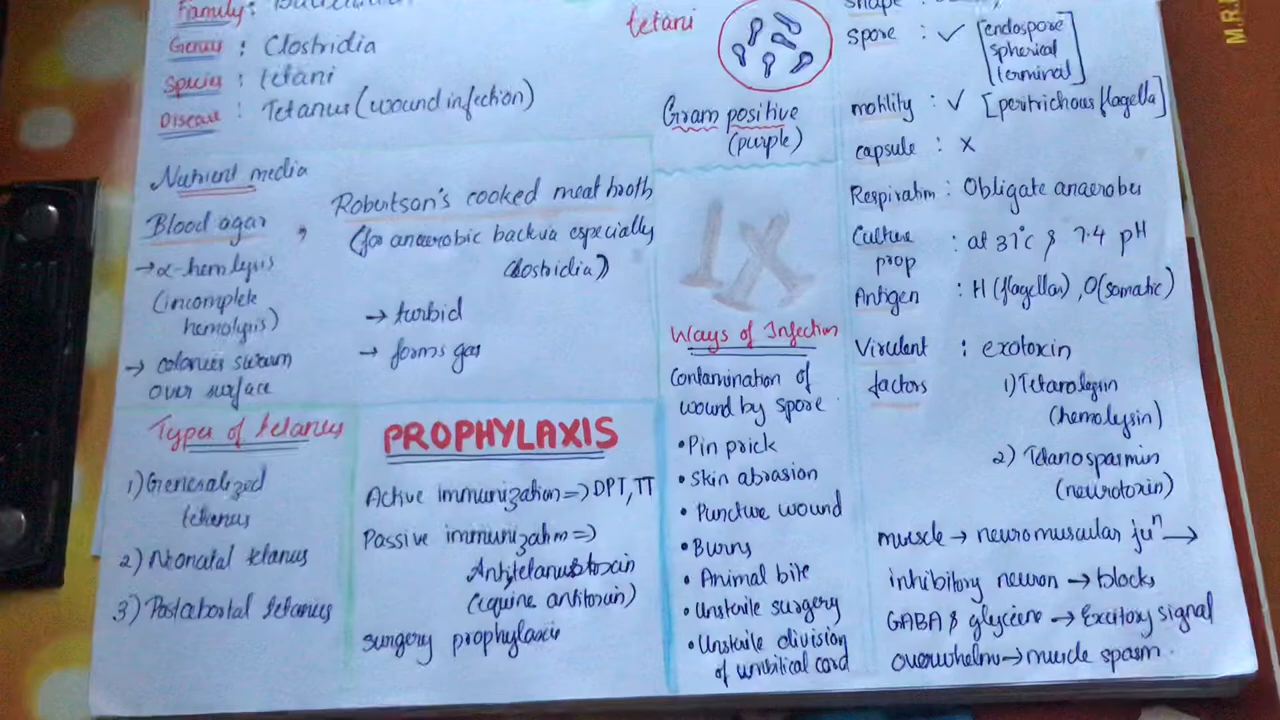 Family:
Genus : Clostridia
Species : tetani
Disease : Tetanus (wound infection)
tetani
Gram positive
(purple)
shape :
spore : ✓ [endospore
spherical
terminal]
motility : ✓ [peritrichous flagella]
capsule : x
Respiration : Obligate anaerobes
Culture prop : at 37°c & 7.4 pH
Antigen : H (flagellar), O(somatic)
Virulent factors : exotoxin
1) Tetanolysin
(hemolysin)
2) Tetanospasmin
(neurotoxin)
muscle → neuromuscular juⁿ →
inhibitory neuron → blocks
GABA & glycine → Excitory signal
overwhelm → muscle spasm.
Nutrient media
Blood agar ,
→ α-hemolysis
(incomplete
hemolysis)
→ colonies swarm
over surface
Robertson's cooked meat broth
(for anaerobic backria especially
Clostridia)
→ turbid
→ forms gas
IX
Ways of Infection
Contamination of
wound by spore
• Pin prick
• Skin abrasion
• Puncture wound
• Burns
• Animal bite
• Unsterile surgery
• Unsterile division
of umbilical cord
Types of tetanus
1) Generalized
tetanus
2) Neonatal tetanus
3) Postabortal tetanus
PROPHYLAXIS
Active immunization => DPT, TT
Passive immunization =>
(equine antitoxin)
surgery prophylaxis
M.R.